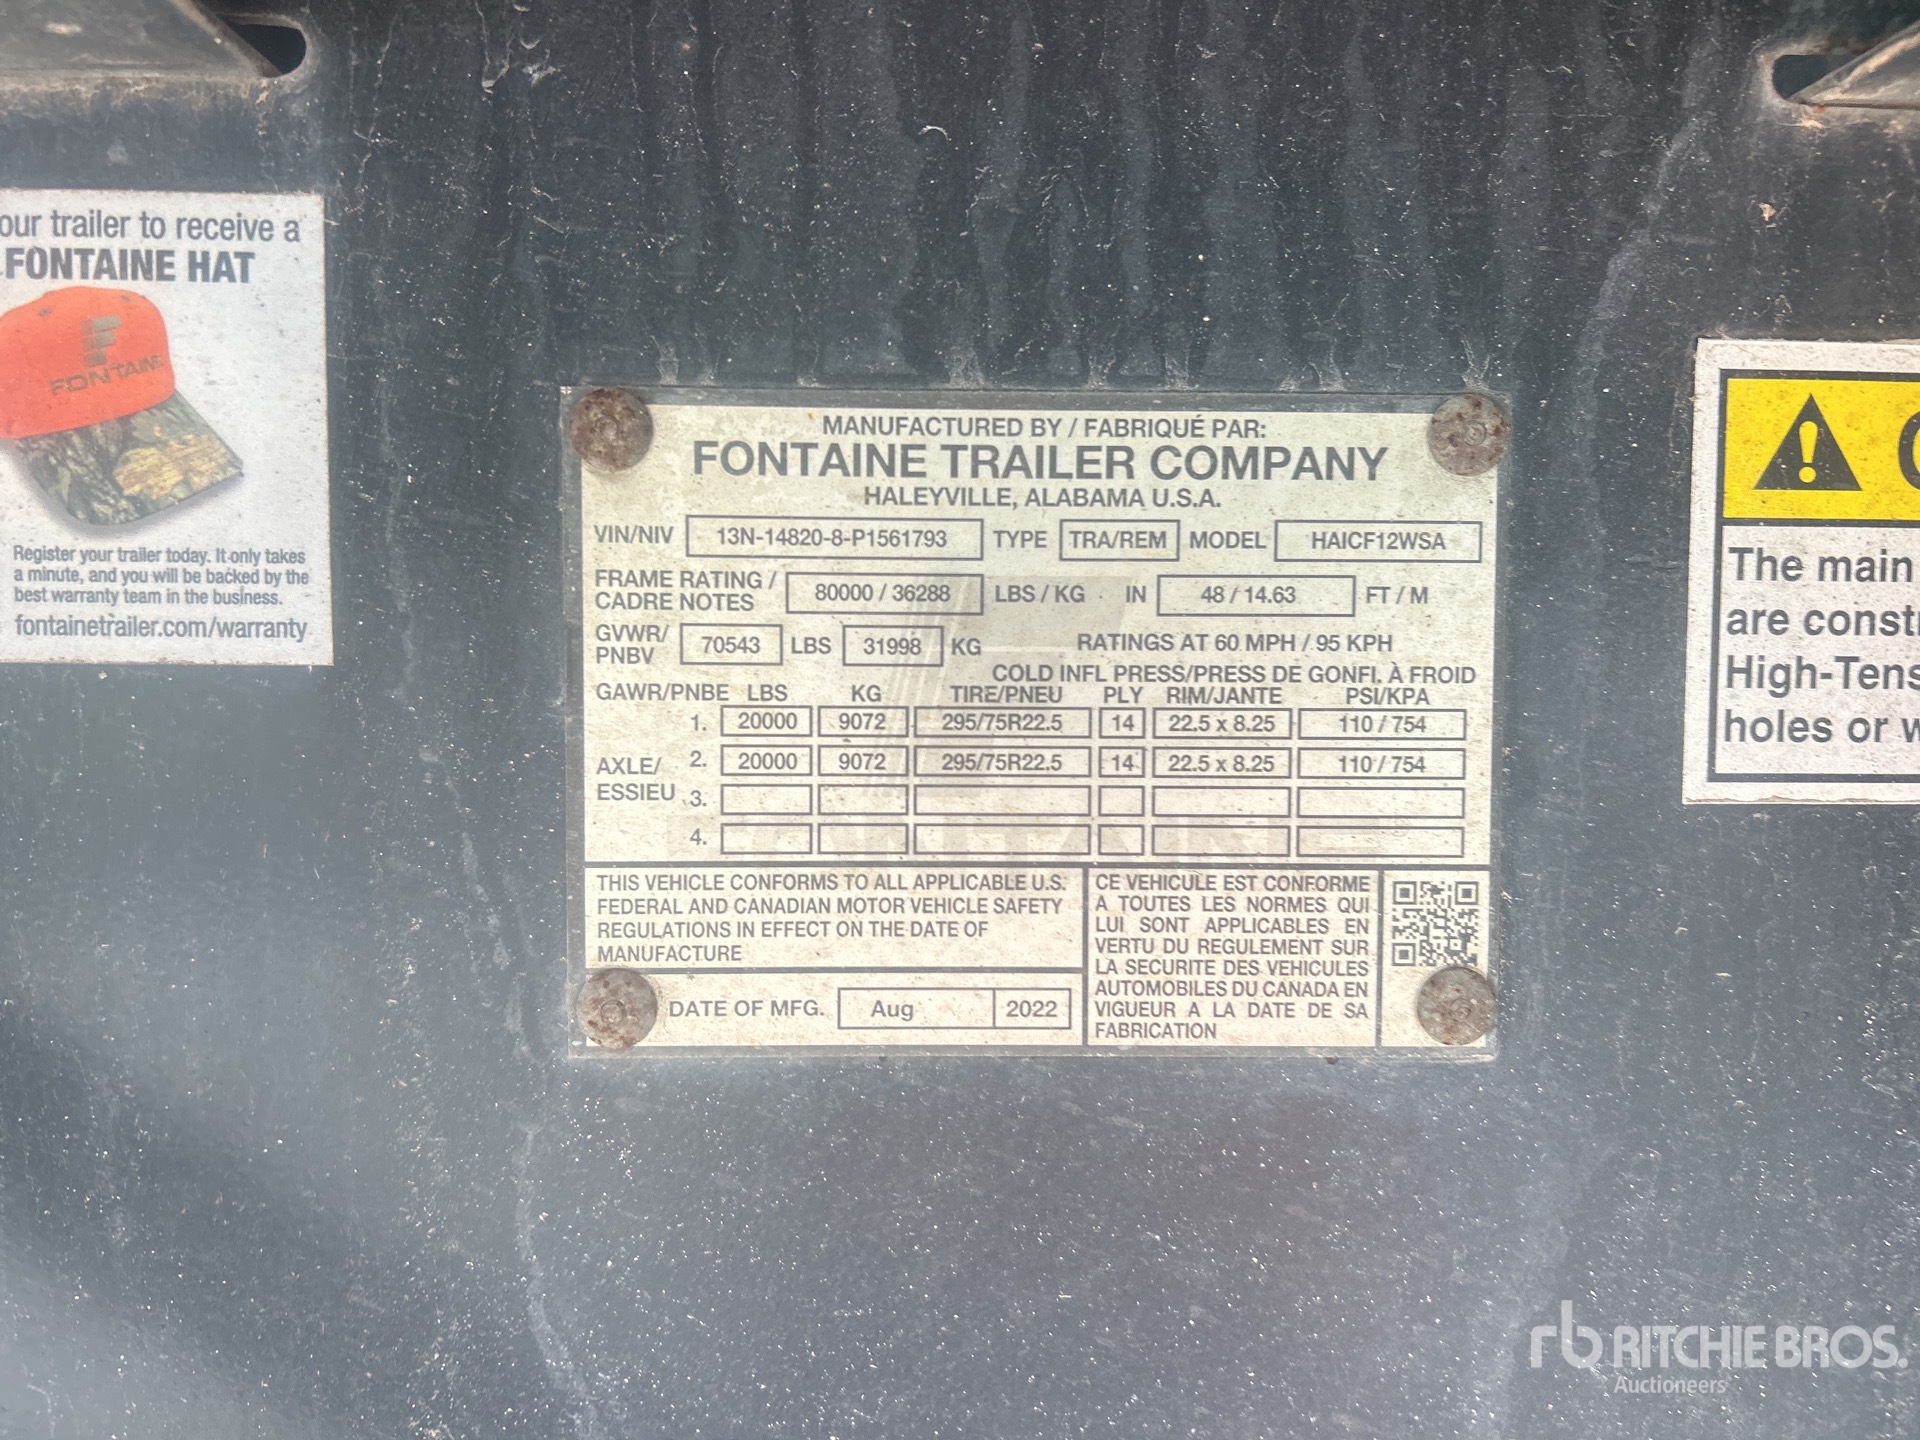 our trailer to receive a
FONTAINE HAT
FONTAINE
Register your trailer today. It only takes
a minute, and you will be backed by the
best warranty team in the business.
fontainetrailer.com/warranty
MANUFACTURED BY / FABRIQUÉ PAR:
FONTAINE TRAILER COMPANY
HALEYVILLE, ALABAMA U.S.A.
VIN/NIV 13N-14820-8-P1561793 TYPE TRA/REM MODEL HAICF12WSA
FRAME RATING / CADRE NOTES 80000 / 36288 LBS / KG IN 48 / 14.63 FT / M
GVWR/ PNBV 70543 LBS 31998 KG RATINGS AT 60 MPH / 95 KPH
COLD INFL PRESS/PRESS DE GONFI. À FROID
GAWR/PNBE LBS KG TIRE/PNEU PLY RIM/JANTE PSI/KPA
1. 20000 9072 295/75R22.5 14 22.5 x 8.25 110 / 754
AXLE/ ESSIEU
2. 20000 9072 295/75R22.5 14 22.5 x 8.25 110 / 754
3.
4.
THIS VEHICLE CONFORMS TO ALL APPLICABLE U.S.
FEDERAL AND CANADIAN MOTOR VEHICLE SAFETY
REGULATIONS IN EFFECT ON THE DATE OF
MANUFACTURE
DATE OF MFG. Aug 2022
CE VEHICULE EST CONFORME
A TOUTES LES NORMES QUI
LUI SONT APPLICABLES EN
VERTU DU REGULEMENT SUR
LA SECURITE DES VEHICULES
AUTOMOBILES DU CANADA EN
VIGUEUR A LA DATE DE SA
FABRICATION
The main
are const
High-Tens
holes or w
rb RITCHIE BROS.
Auctioneers